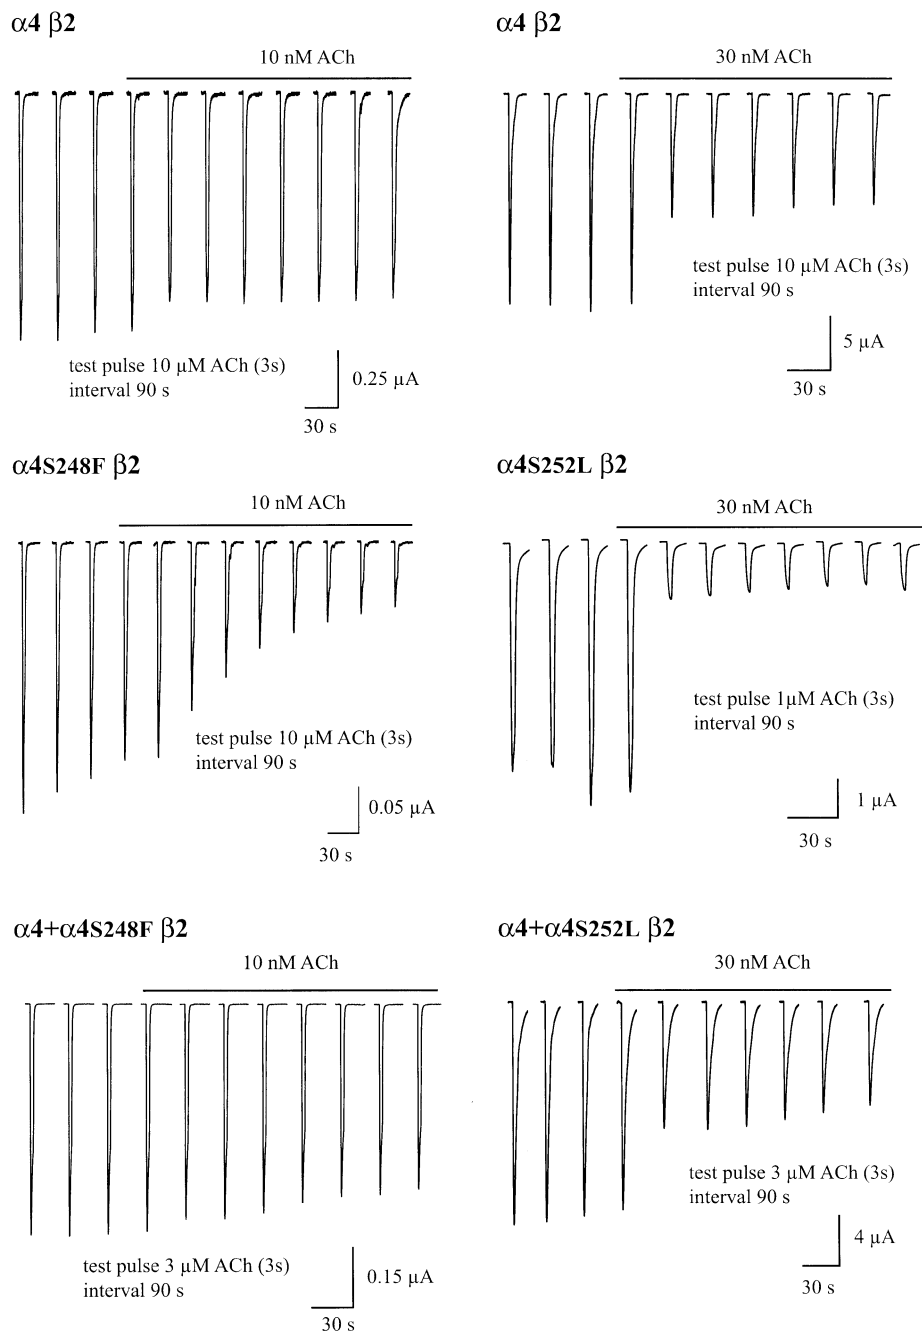 α4 β2
10 nM ACh
test pulse 10 µM ACh (3s)
interval 90 s
0.25 µA
30 s
α4 β2
30 nM ACh
test pulse 10 µM ACh (3s)
interval 90 s
5 µA
30 s
α4S248F β2
10 nM ACh
test pulse 10 µM ACh (3s)
interval 90 s
0.05 µA
30 s
α4S252L β2
30 nM ACh
test pulse 1µM ACh (3s)
interval 90 s
1 µA
30 s
α4+α4S248F β2
10 nM ACh
test pulse 3 µM ACh (3s)
interval 90 s
0.15 µA
30 s
α4+α4S252L β2
30 nM ACh
test pulse 3 µM ACh (3s)
interval 90 s
4 µA
30 s